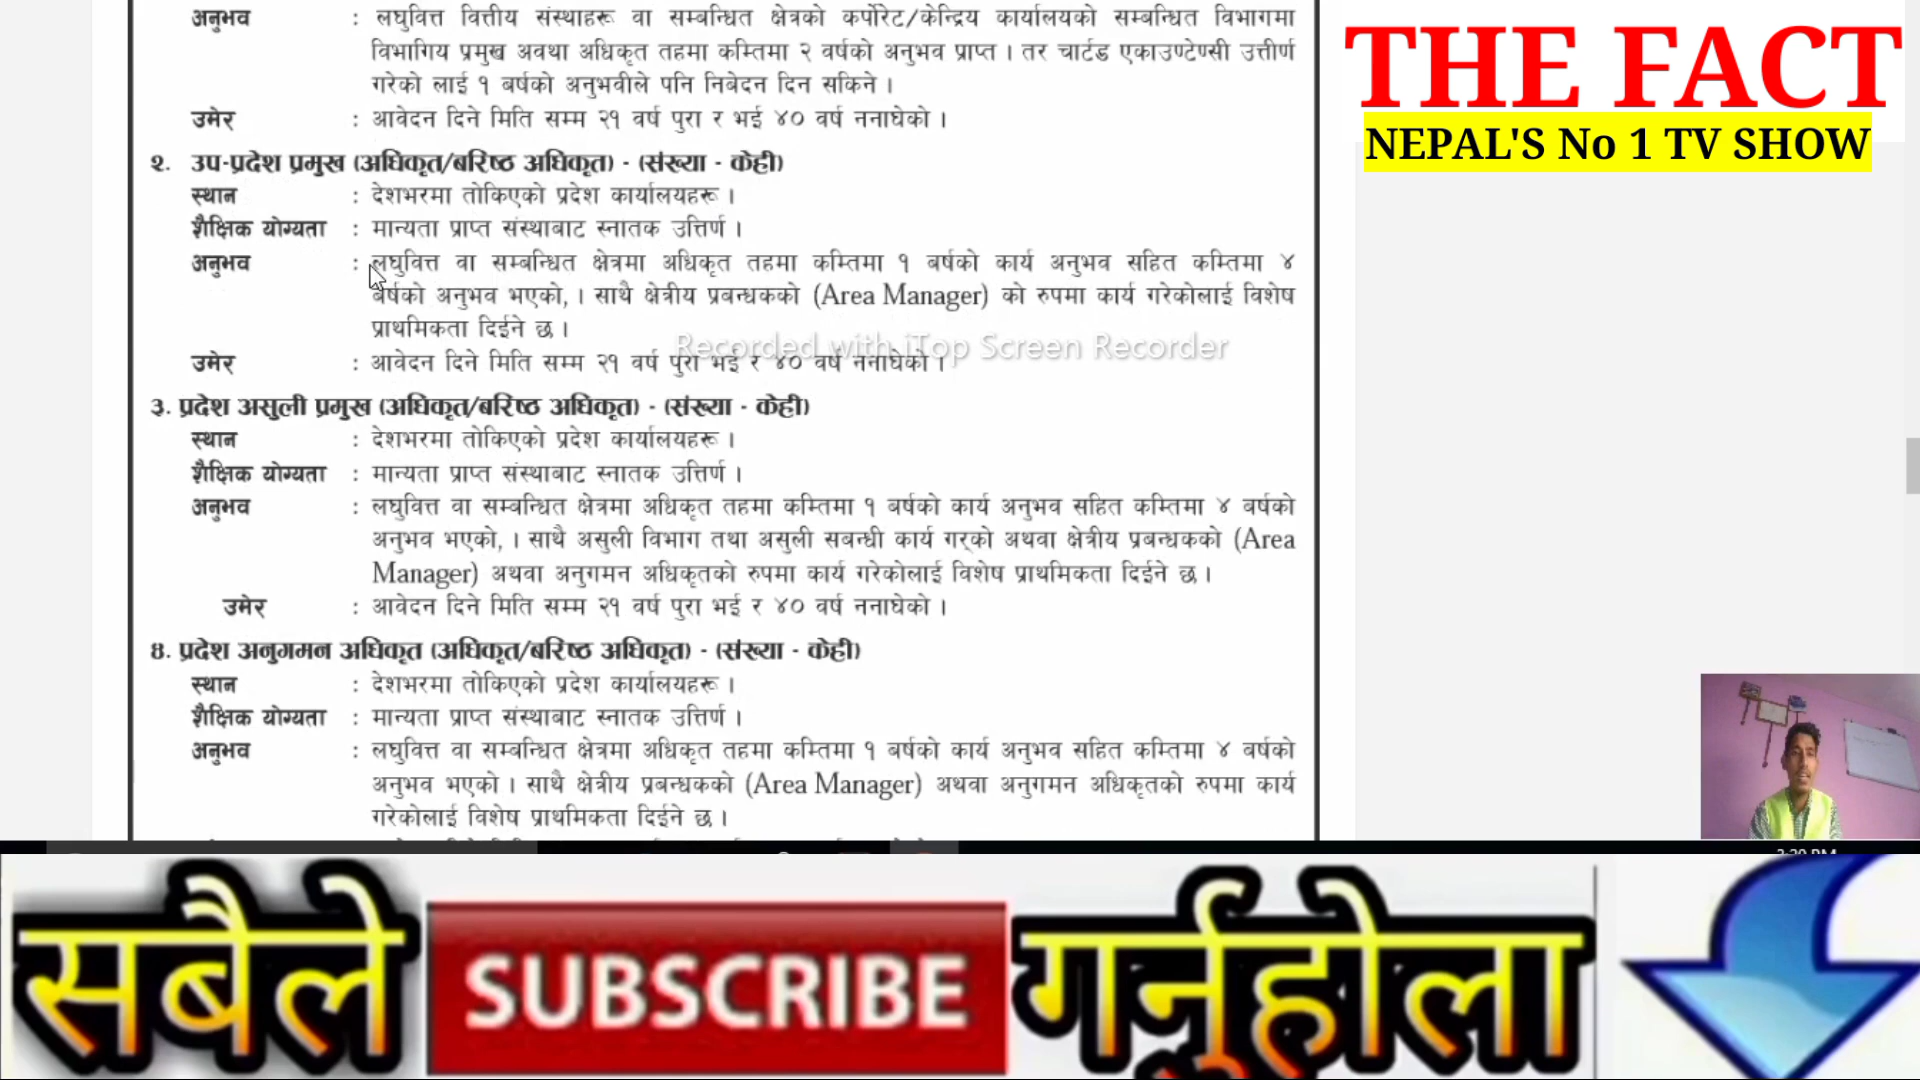 अनुभव : लघुवित्त वित्तीय संस्थाहरू वा सम्बन्धित क्षेत्रको कर्पोरेट/केन्द्रिय कार्यालयको सम्बन्धित विभागमा
विभागिय प्रमुख अवथा अधिकृत तहमा कम्तिमा २ वर्षको अनुभव प्राप्त । तर चार्टड एकाउण्टेण्सी उत्तीर्ण
गरेको लाई १ बर्षको अनुभवीले पनि निबेदन दिन सकिने ।
उमेर : आवेदन दिने मिति सम्म २१ वर्ष पुरा र भई ४० वर्ष ननाघेको ।
२. उप-प्रदेश प्रमुख (अधिकृत/बरिष्ठ अधिकृत) - (संख्या - केही)
स्थान : देशभरमा तोकिएको प्रदेश कार्यालयहरू ।
शैक्षिक योग्यता : मान्यता प्राप्त संस्थाबाट स्नातक उत्तिर्ण ।
अनुभव : लघुवित्त वा सम्बन्धित क्षेत्रमा अधिकृत तहमा कम्तिमा १ बर्षको कार्य अनुभव सहित कम्तिमा ४
बर्षको अनुभव भएको, । साथै क्षेत्रीय प्रबन्धकको (Area Manager) को रुपमा कार्य गरेकोलाई विशेष
प्राथमिकता दिईने छ ।
Recorded with iTop Screen Recorder
उमेर : आवेदन दिने मिति सम्म २१ वर्ष पुरा भई र ४० वर्ष ननाघेको ।
३. प्रदेश असुली प्रमुख (अधिकृत/बरिष्ठ अधिकृत) - (संख्या - केही)
स्थान : देशभरमा तोकिएको प्रदेश कार्यालयहरू ।
शैक्षिक योग्यता : मान्यता प्राप्त संस्थाबाट स्नातक उत्तिर्ण ।
अनुभव : लघुवित्त वा सम्बन्धित क्षेत्रमा अधिकृत तहमा कम्तिमा १ बर्षको कार्य अनुभव सहित कम्तिमा ४ बर्षको
अनुभव भएको, । साथै असुली विभाग तथा असुली सबन्धी कार्य गर्को अथवा क्षेत्रीय प्रबन्धकको (Area
Manager) अथवा अनुगमन अधिकृतको रुपमा कार्य गरेकोलाई विशेष प्राथमिकता दिईने छ ।
उमेर : आवेदन दिने मिति सम्म २१ वर्ष पुरा भई र ४० वर्ष ननाघेको ।
४. प्रदेश अनुगमन अधिकृत (अधिकृत/बरिष्ठ अधिकृत) - (संख्या - केही)
स्थान : देशभरमा तोकिएको प्रदेश कार्यालयहरू ।
शैक्षिक योग्यता : मान्यता प्राप्त संस्थाबाट स्नातक उत्तिर्ण ।
अनुभव : लघुवित्त वा सम्बन्धित क्षेत्रमा अधिकृत तहमा कम्तिमा १ बर्षको कार्य अनुभव सहित कम्तिमा ४ बर्षको
अनुभव भएको । साथै क्षेत्रीय प्रबन्धकको (Area Manager) अथवा अनुगमन अधिकृतको रुपमा कार्य
गरेकोलाई विशेष प्राथमिकता दिईने छ ।
THE FACT
NEPAL'S No 1 TV SHOW
सबैले SUBSCRIBE गर्नुहोला